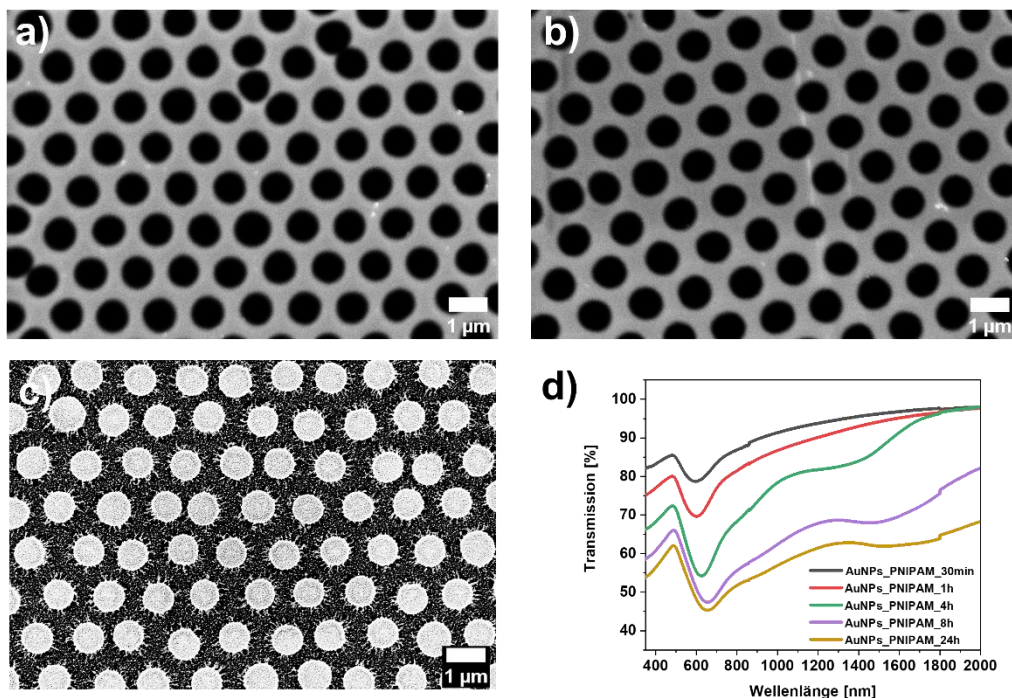 a)
1 µm
b)
1 µm
c)
1 µm
d)
100
90
80
70
60
50
40
Transmission [%]
AuNPs_PNIPAM_30min
AuNPs_PNIPAM_1h
AuNPs_PNIPAM_4h
AuNPs_PNIPAM_8h
AuNPs_PNIPAM_24h
400 600 800 1000 1200 1400 1600 1800 2000
Wellenlänge [nm]